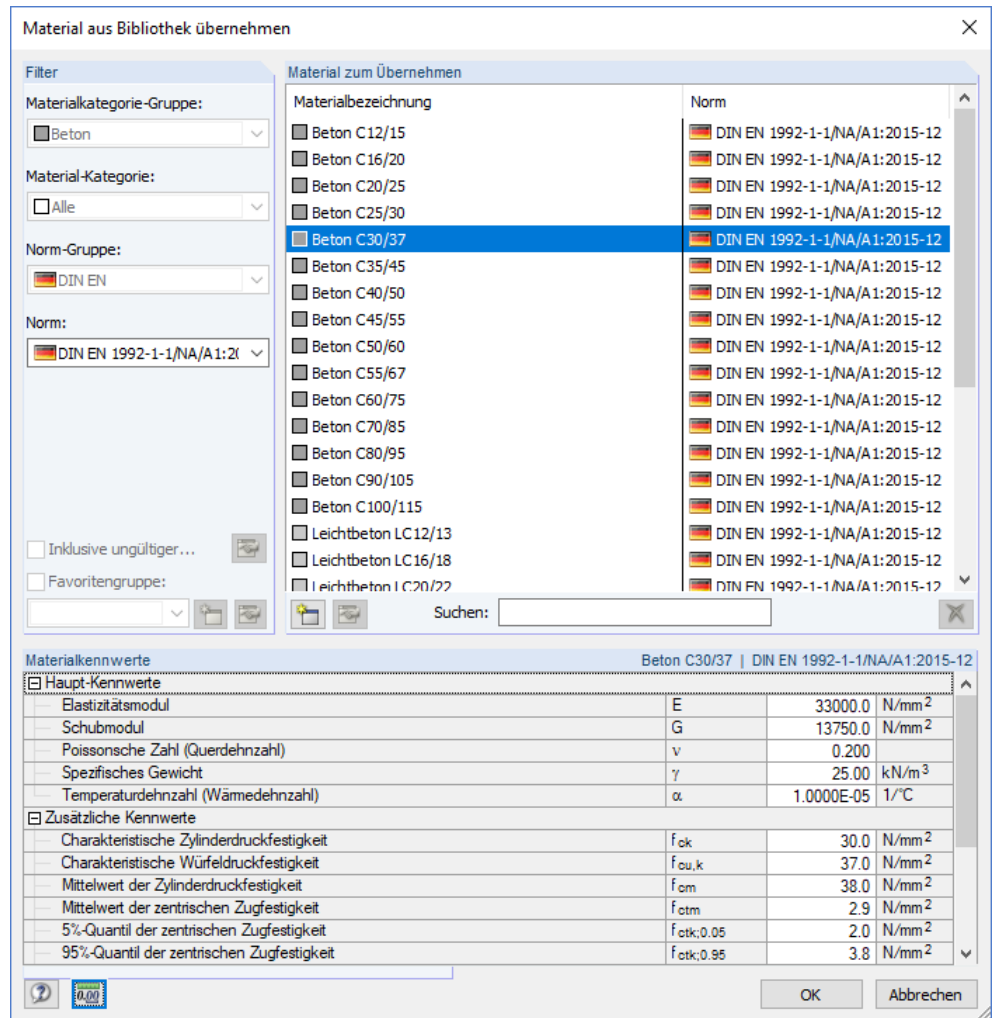 Material aus Bibliothek übernehmen
Filter
Materialkategorie-Gruppe:
Beton
Material-Kategorie:
Alle
Norm-Gruppe:
DIN EN
Norm:
DIN EN 1992-1-1/NA/A1:20
Inklusive ungültiger...
Favoritengruppe:
Material zum Übernehmen
Materialbezeichnung Norm
Beton C12/15 DIN EN 1992-1-1/NA/A1:2015-12
Beton C16/20 DIN EN 1992-1-1/NA/A1:2015-12
Beton C20/25 DIN EN 1992-1-1/NA/A1:2015-12
Beton C25/30 DIN EN 1992-1-1/NA/A1:2015-12
Beton C30/37 DIN EN 1992-1-1/NA/A1:2015-12
Beton C35/45 DIN EN 1992-1-1/NA/A1:2015-12
Beton C40/50 DIN EN 1992-1-1/NA/A1:2015-12
Beton C45/55 DIN EN 1992-1-1/NA/A1:2015-12
Beton C50/60 DIN EN 1992-1-1/NA/A1:2015-12
Beton C55/67 DIN EN 1992-1-1/NA/A1:2015-12
Beton C60/75 DIN EN 1992-1-1/NA/A1:2015-12
Beton C70/85 DIN EN 1992-1-1/NA/A1:2015-12
Beton C80/95 DIN EN 1992-1-1/NA/A1:2015-12
Beton C90/105 DIN EN 1992-1-1/NA/A1:2015-12
Beton C100/115 DIN EN 1992-1-1/NA/A1:2015-12
Leichtbeton LC12/13 DIN EN 1992-1-1/NA/A1:2015-12
Leichtbeton LC16/18 DIN EN 1992-1-1/NA/A1:2015-12
Leichtbeton LC20/22 DIN EN 1992-1-1/NA/A1:2015-12
Suchen:
Materialkennwerte Beton C30/37 | DIN EN 1992-1-1/NA/A1:2015-12
Haupt-Kennwerte
Elastizitätsmodul E 33000.0 N/mm²
Schubmodul G 13750.0 N/mm²
Poissonsche Zahl (Querdehnzahl) ν 0.200
Spezifisches Gewicht γ 25.00 kN/m³
Temperaturdehnzahl (Wärmedehnzahl) α 1.0000E-05 1/°C
Zusätzliche Kennwerte
Charakteristische Zylinderdruckfestigkeit fck 30.0 N/mm²
Charakteristische Würfeldruckfestigkeit fcu,k 37.0 N/mm²
Mittelwert der Zylinderdruckfestigkeit fcm 38.0 N/mm²
Mittelwert der zentrischen Zugfestigkeit fctm 2.9 N/mm²
5%-Quantil der zentrischen Zugfestigkeit fctk;0.05 2.0 N/mm²
95%-Quantil der zentrischen Zugfestigkeit fctk;0.95 3.8 N/mm²
0.00
OK Abbrechen